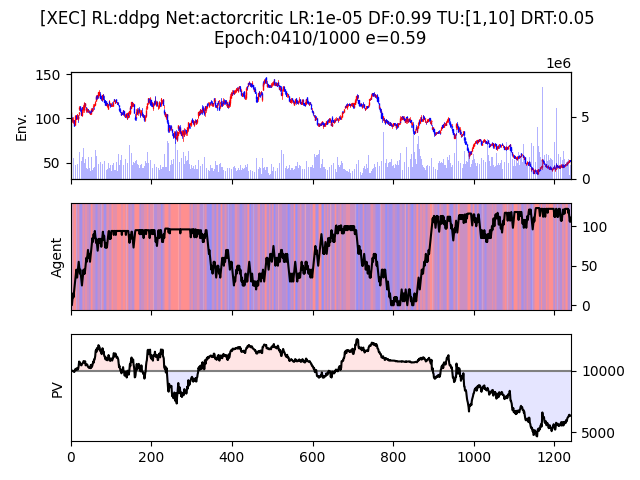 [XEC] RL:ddpg Net:actorcritic LR:1e-05 DF:0.99 TU:[1,10] DRT:0.05
Epoch:0410/1000 e=0.59
1e6
150
100
50
Env.
5
0
Agent
100
50
0
PV
10000
5000
0 200 400 600 800 1000 1200